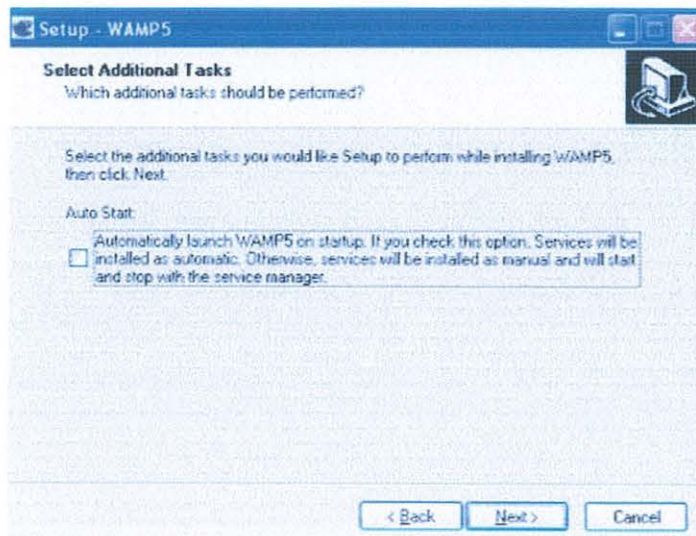 Setup - WAMP5
Select Additional Tasks
Which additional tasks should be performed?
Select the additional tasks you would like Setup to perform while installing WAMP5,
then click Next.
Auto Start:
Automatically launch WAMP5 on startup. If you check this option, Services will be
installed as automatic. Otherwise, services will be installed as manual and will start
and stop with the service manager.
< Back
Next >
Cancel